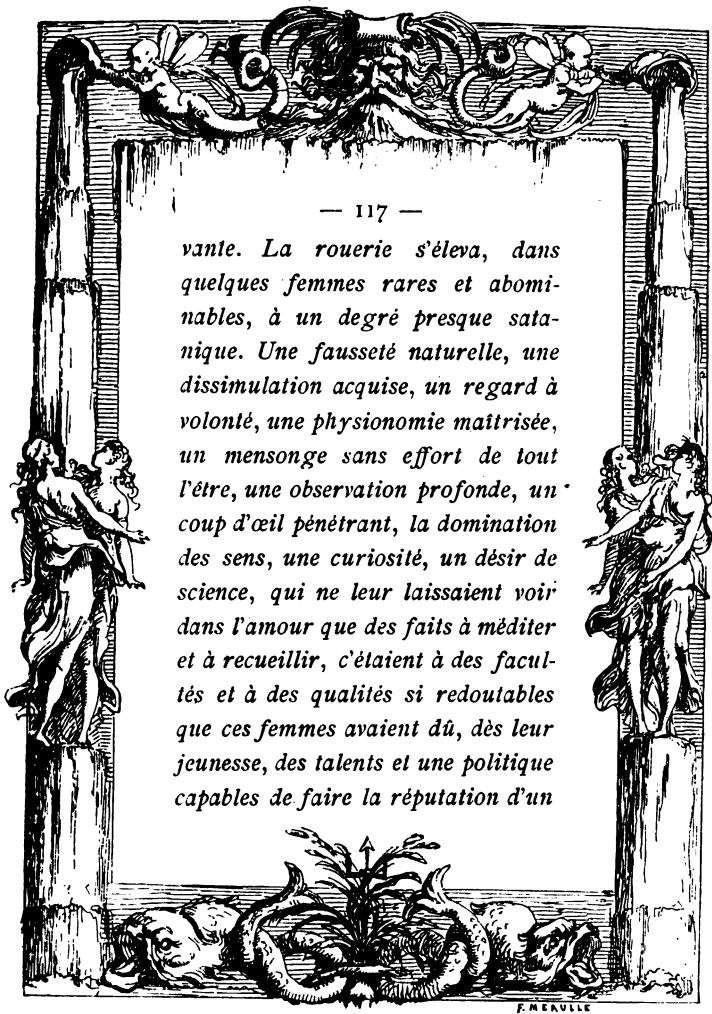 — 117 —
vante. La rouerie s'éleva, dans
quelques femmes rares et abomi-
nables, à un degré presque sata-
nique. Une fausseté naturelle, une
dissimulation acquise, un regard à
volonté, une physionomie maîtrisée,
un mensonge sans effort de tout
l'être, une observation profonde, un
coup d'œil pénétrant, la domination
des sens, une curiosité, un désir de
science, qui ne leur laissaient voir
dans l'amour que des faits à méditer
et à recueillir, c'étaient à des facul-
tés et à des qualités si redoutables
que ces femmes avaient dû, dès leur
jeunesse, des talents et une politique
capables de faire la réputation d'un
F. MÉAULLE